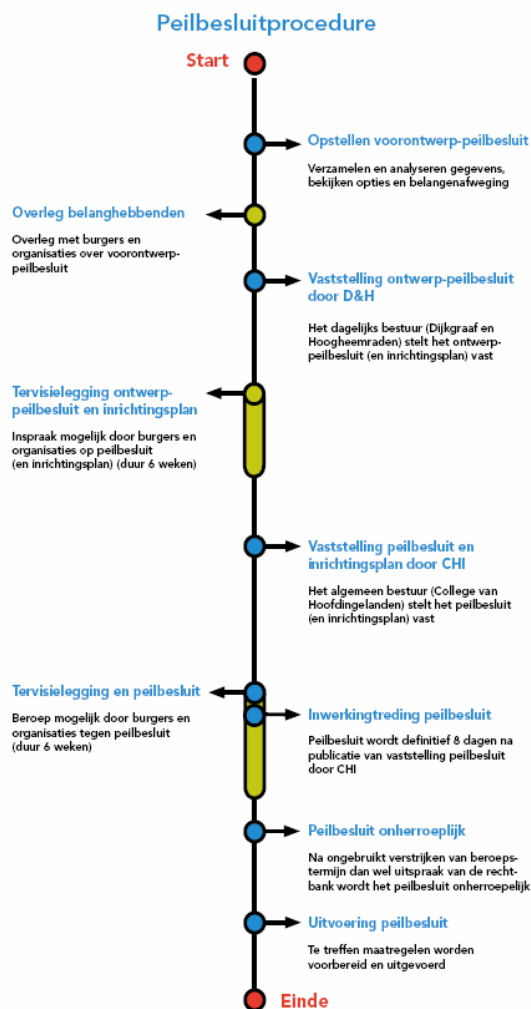 Peilbesluitprocedure
Start
Opstellen voorontwerp-peilbesluit
Verzamelen en analyseren gegevens,
bekijken opties en belangenafweging
Overleg belanghebbenden
Overleg met burgers en
organisaties over voorontwerp-
peilbesluit
Vaststelling ontwerp-peilbesluit
door D&H
Het dagelijks bestuur (Dijkgraaf en
Hoogheemraden) stelt het ontwerp-
peilbesluit (en inrichtingsplan) vast
Tervisielegging ontwerp-
peilbesluit en inrichtingsplan
Inspraak mogelijk door burgers en
organisaties op peilbesluit
(en inrichtingsplan) (duur 6 weken)
Vaststelling peilbesluit en
inrichtingsplan door CHI
Het algemeen bestuur (College van
Hoofdingelanden) stelt het peilbesluit
(en inrichtingsplan) vast
Tervisielegging en peilbesluit
Beroep mogelijk door burgers en
organisaties tegen peilbesluit
(duur 6 weken)
Inwerkingtreding peilbesluit
Peilbesluit wordt definitief 8 dagen na
publicatie van vaststelling peilbesluit
door CHI
Peilbesluit onherroeplijk
Na ongebruikt verstrijken van beroeps-
termijn dan wel uitspraak van de recht-
bank wordt het peilbesluit onherroepelijk
Uitvoering peilbesluit
Te treffen maatregelen worden
voorbereid en uitgevoerd
Einde